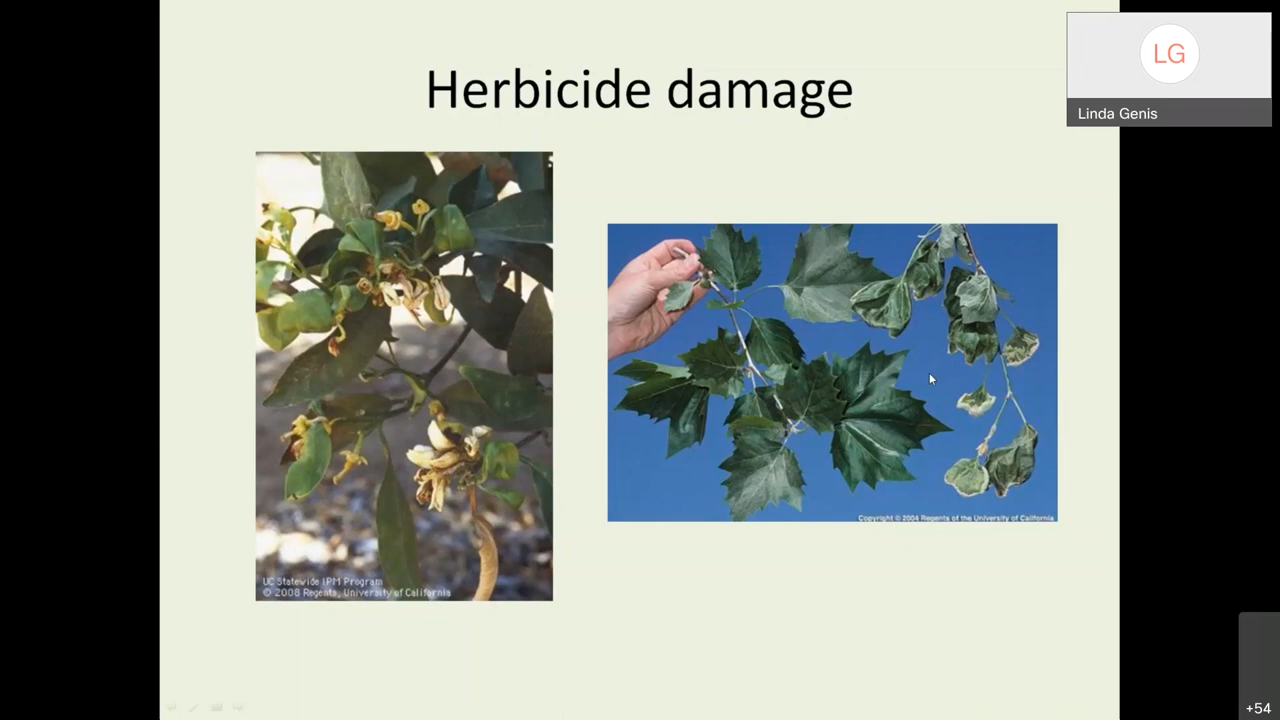 Herbicide damage
LG
Linda Genis
UC Statewide IPM Program
© 2008 Regents, University of California
Copyright © 2004 Regents of the University of California
+54